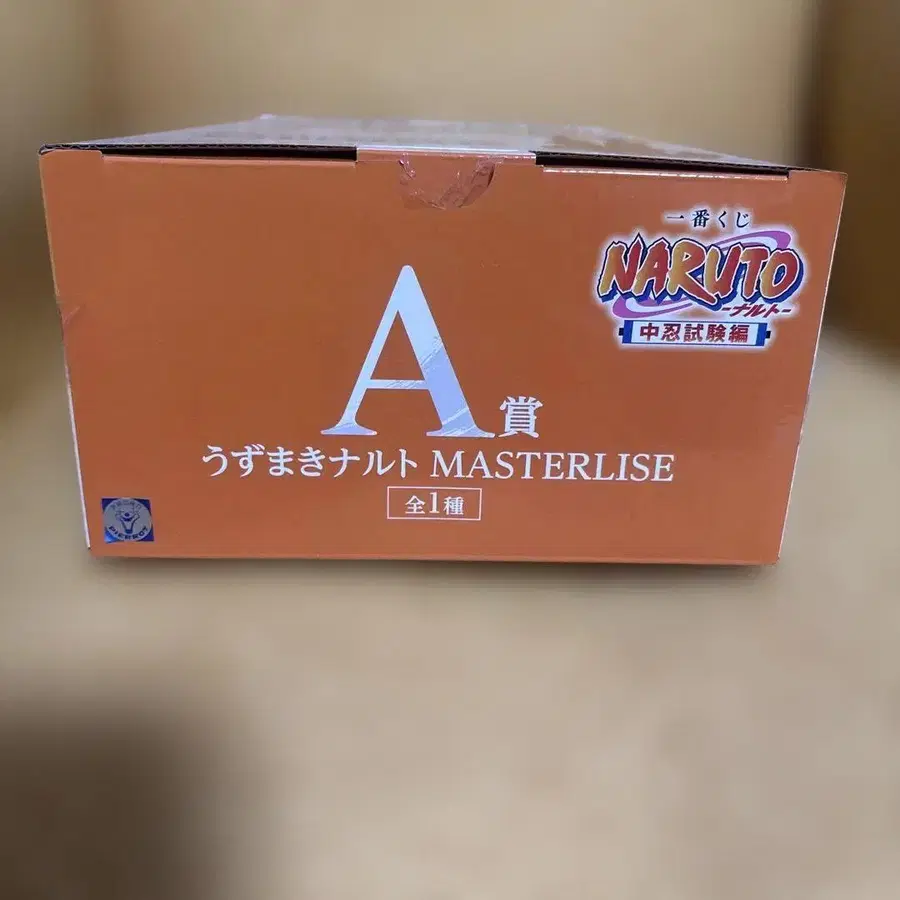 一番くじ
NARUTO
-ナルト-
中忍試験編
A賞
うずまきナルト MASTERLISE
全1種
PIERROT